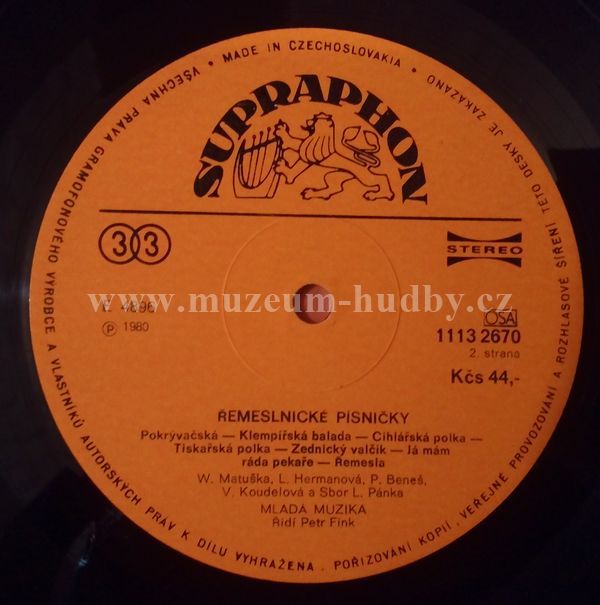 VŠECHNA PRÁVA GRAMOFONOVÉHO VÝROBCE A VLASTNÍKŮ AUTORSKÝCH PRÁV K DÍLU VYHRAŽENA. POŘIZOVÁNÍ KOPIÍ, VEŘEJNÉ PROVOZOVÁNÍ A ROZHLASOVÉ ŠÍŘENÍ TÉTO DESKY JE ZAKÁZÁNO
• MADE IN CZECHOSLOVAKIA •
SUPRAPHON
33
STEREO
www.muzeum-hudby.cz
4896
OSA
Ⓟ 1980
1113 2670
2. strana
Kčs 44,-
ŘEMESLNICKÉ PÍSNIČKY
Pokrývačská — Klempířská balada — Cihlářská polka —
Tiskařská polka — Zednický valčík — Já mám
ráda pekaře — Řemesla
W. Matuška, L. Hermanová, P. Beneš,
V. Koudelová a Sbor L. Pánka
MLADÁ MUZIKA
Řídí Petr Fink